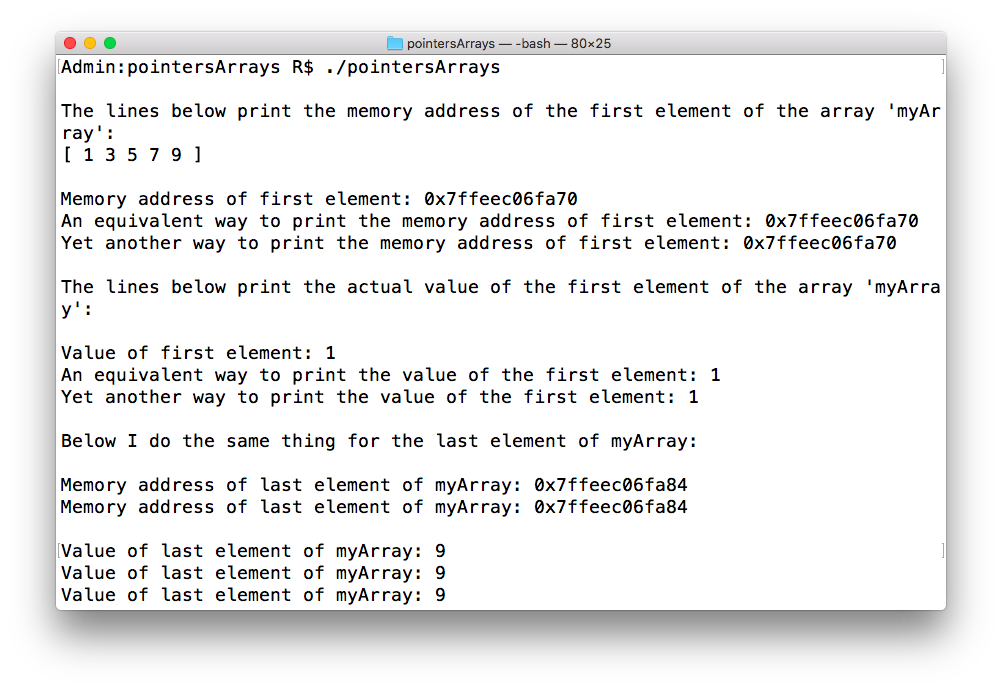 pointersArrays — -bash — 80×25
Admin:pointersArrays R$ ./pointersArrays
The lines below print the memory address of the first element of the array 'myAr
ray':
[ 1 3 5 7 9 ]
Memory address of first element: 0x7ffeec06fa70
An equivalent way to print the memory address of first element: 0x7ffeec06fa70
Yet another way to print the memory address of first element: 0x7ffeec06fa70
The lines below print the actual value of the first element of the array 'myArra
y':
Value of first element: 1
An equivalent way to print the value of the first element: 1
Yet another way to print the value of the first element: 1
Below I do the same thing for the last element of myArray:
Memory address of last element of myArray: 0x7ffeec06fa84
Memory address of last element of myArray: 0x7ffeec06fa84
Value of last element of myArray: 9
Value of last element of myArray: 9
Value of last element of myArray: 9